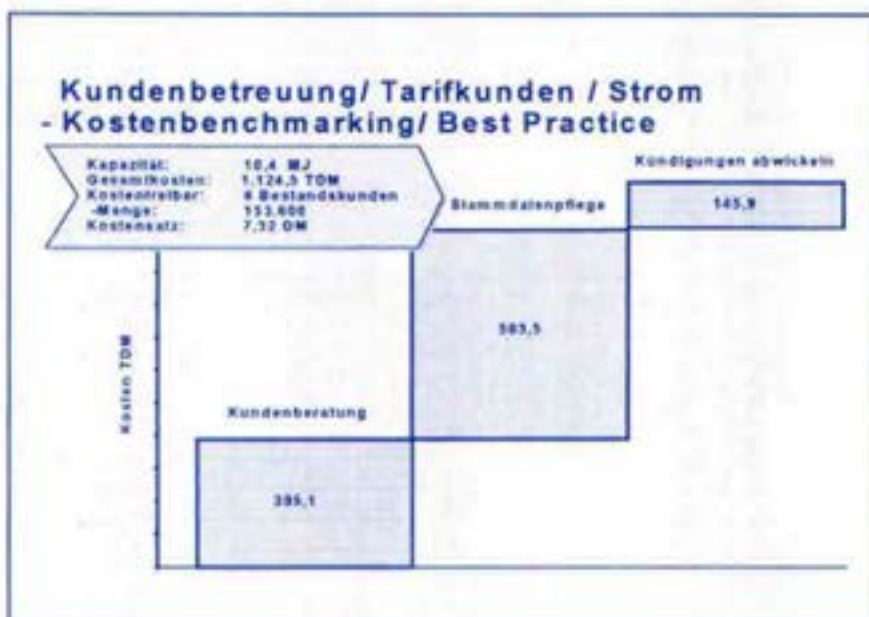 Kundenbetreuung/ Tarifkunden / Strom
- Kostenbenchmarking/ Best Practice
Kapazität: 10,4 MJ
Gesamtkosten: 1.124,5 TDM
Kostentreiber: # Bestandskunden
-Menge: 153.600
Kostensatz: 7,32 DM
Kündigungen abwickeln
145,9
Stammdatenpflege
583,5
Kosten TDM
Kundenberatung
395,1